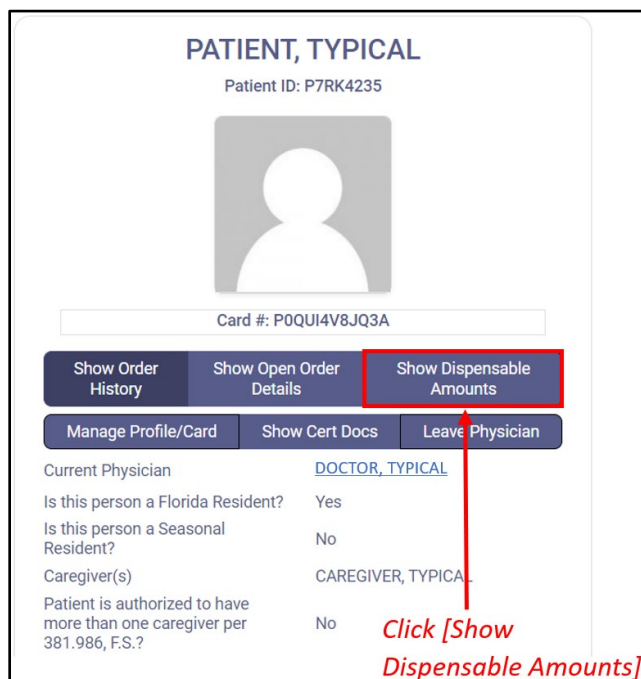 PATIENT, TYPICAL
Patient ID: P7RK4235
Card #: P0QUI4V8JQ3A
Show Order
History
Show Open Order
Details
Show Dispensable
Amounts
Manage Profile/Card
Show Cert Docs
Leave Physician
Current Physician
DOCTOR, TYPICAL
Is this person a Florida Resident?
Yes
Is this person a Seasonal
Resident?
No
Caregiver(s)
CAREGIVER, TYPICAL
Patient is authorized to have
more than one caregiver per
381.986, F.S.?
No
Click [Show
Dispensable Amounts]